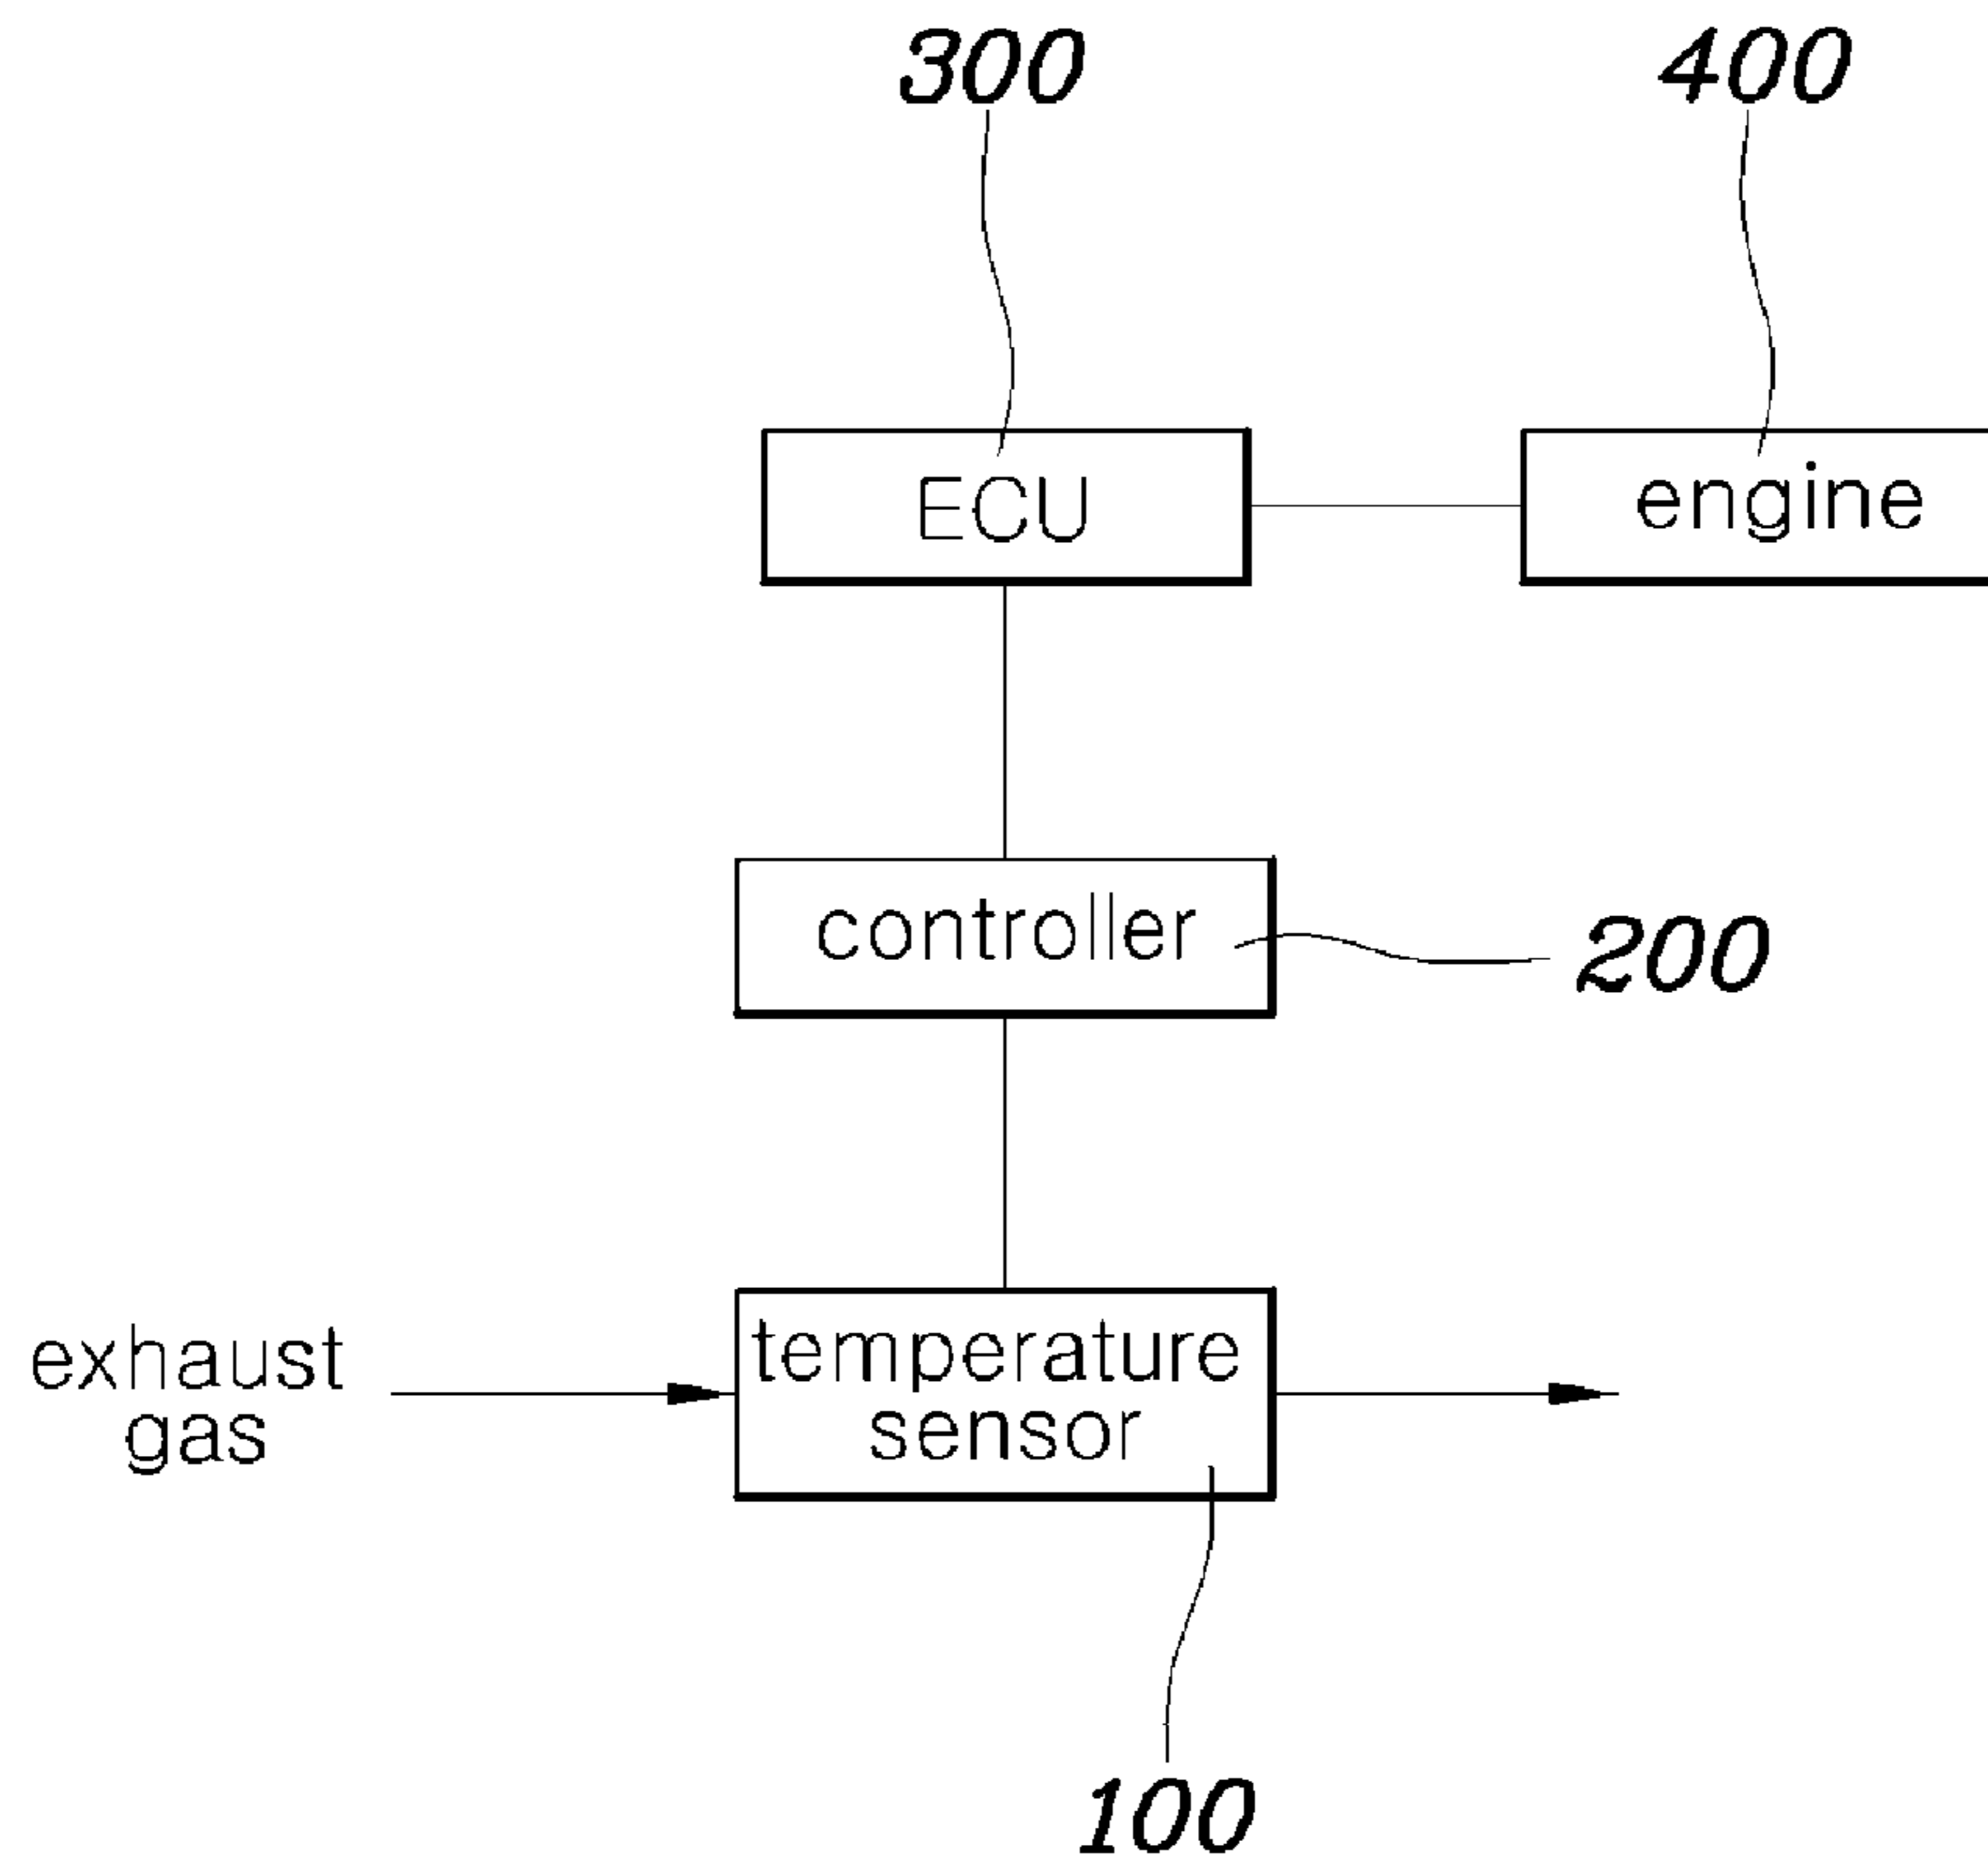 300
400
ECU
engine
controller
200
exhaust
gas
temperature
sensor
100